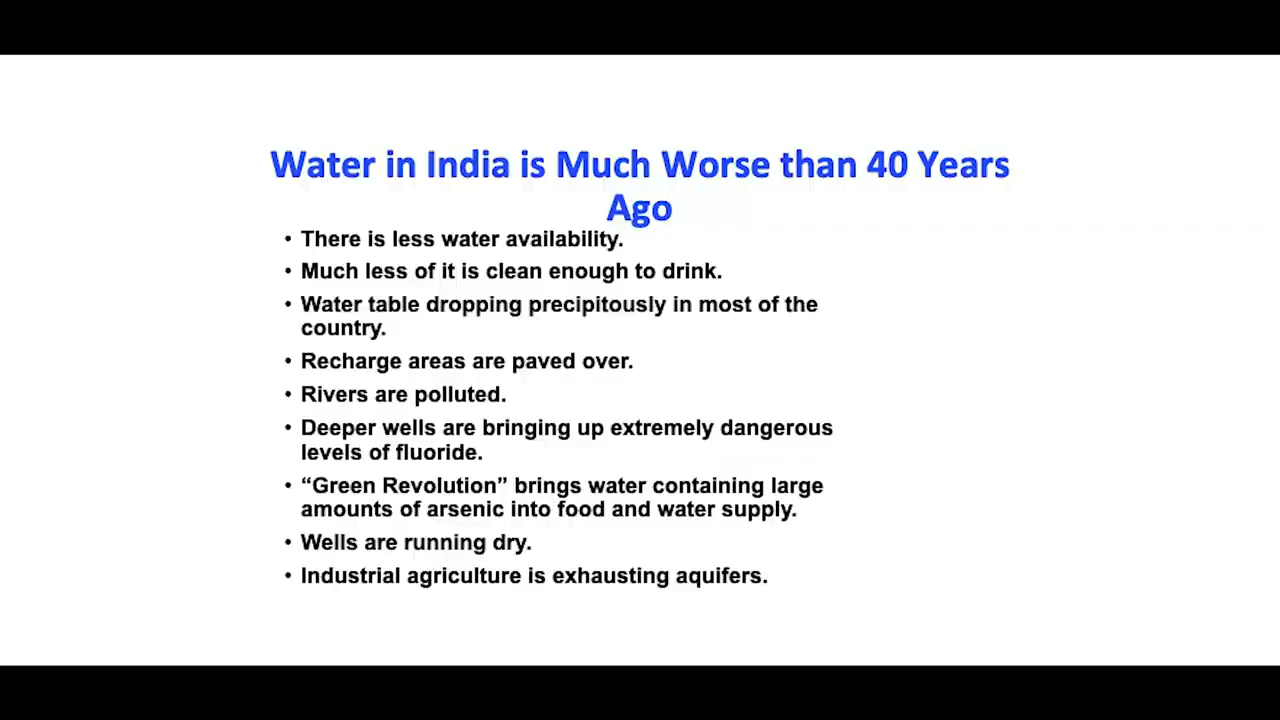 Water in India is Much Worse than 40 Years
Ago
• There is less water availability.
• Much less of it is clean enough to drink.
• Water table dropping precipitously in most of the
country.
• Recharge areas are paved over.
• Rivers are polluted.
• Deeper wells are bringing up extremely dangerous
levels of fluoride.
• “Green Revolution” brings water containing large
amounts of arsenic into food and water supply.
• Wells are running dry.
• Industrial agriculture is exhausting aquifers.